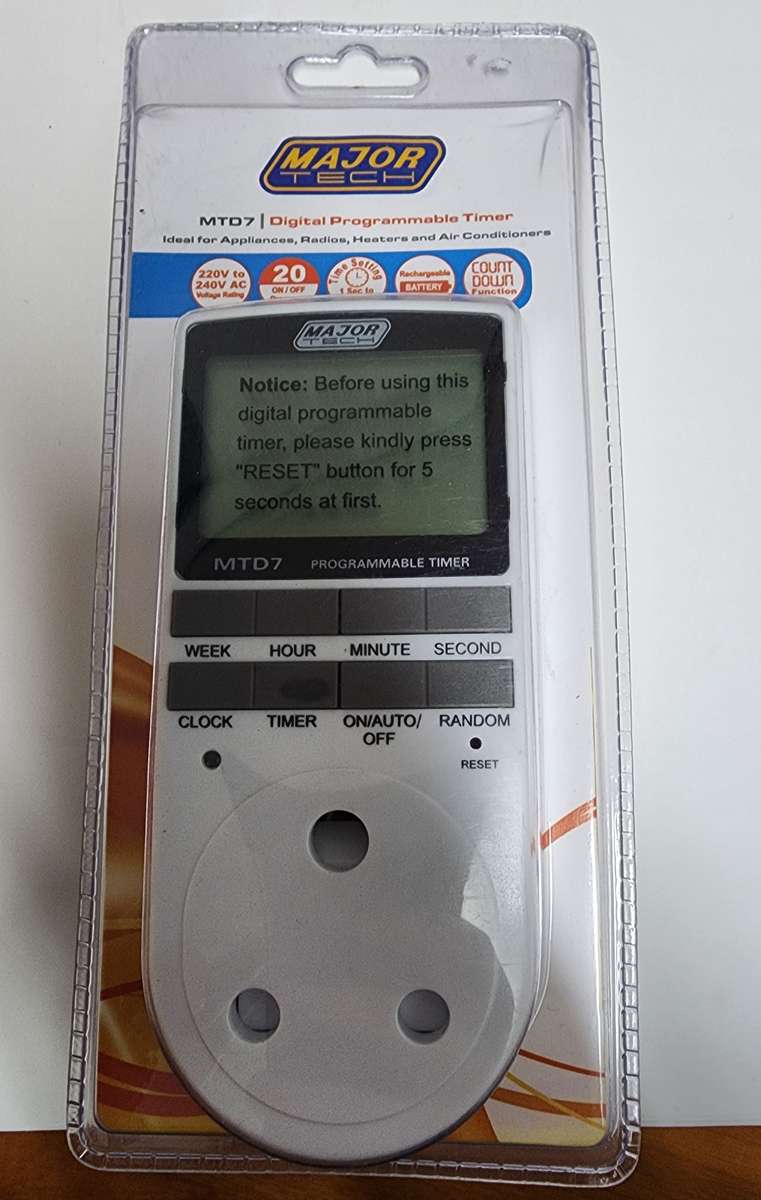 MAJOR
TECH
MTD7 | Digital Programmable Timer
Ideal for Appliances, Radios, Heaters and Air Conditioners
220V to
240V AC
Voltage Rating
20
ON / OFF
Time Setting
1 Sec to
Rechargeable
BATTERY
COUNT
DOWN
Function
MAJOR
TECH
Notice: Before using this
digital programmable
timer, please kindly press
"RESET" button for 5
seconds at first.
MTD7 PROGRAMMABLE TIMER
WEEK HOUR MINUTE SECOND
CLOCK TIMER ON/AUTO/OFF RANDOM
RESET